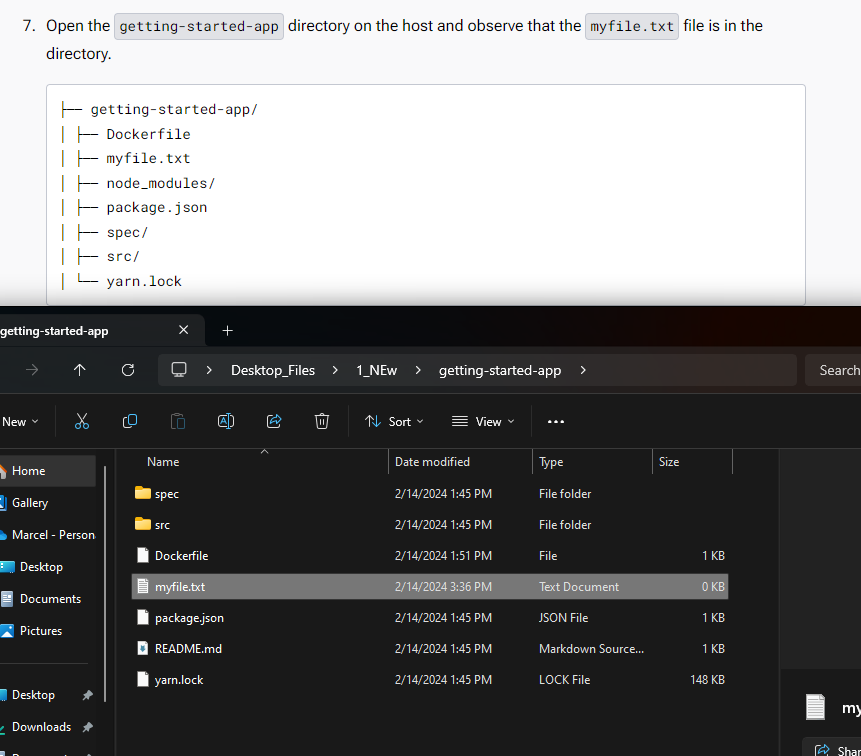 7. Open the getting-started-app directory on the host and observe that the myfile.txt file is in the
directory.
├── getting-started-app/
│ ├── Dockerfile
│ ├── myfile.txt
│ ├── node_modules/
│ ├── package.json
│ ├── spec/
│ ├── src/
│ └── yarn.lock
getting-started-app
Desktop_Files > 1_NEw > getting-started-app > Search
New Sort View ...
Name Date modified Type Size
Home
Gallery
Marcel - Person
Desktop
Documents
Pictures
Desktop
Downloads
spec 2/14/2024 1:45 PM File folder
src 2/14/2024 1:45 PM File folder
Dockerfile 2/14/2024 1:51 PM File 1 KB
myfile.txt 2/14/2024 3:36 PM Text Document 0 KB
package.json 2/14/2024 1:45 PM JSON File 1 KB
README.md 2/14/2024 1:45 PM Markdown Source... 1 KB
yarn.lock 2/14/2024 1:45 PM LOCK File 148 KB
my
Shar